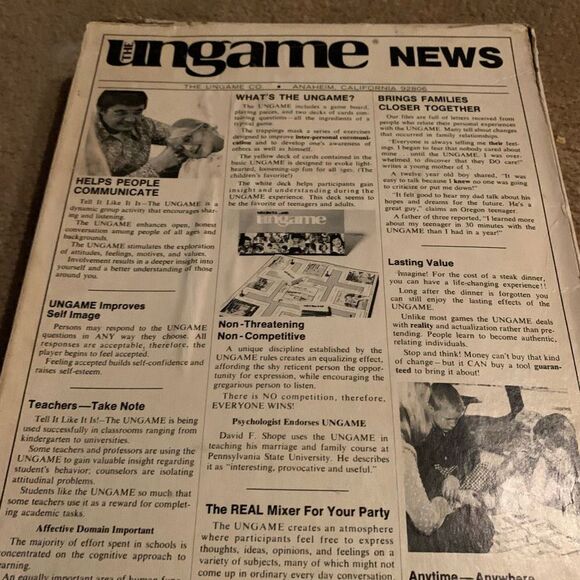 THE ungame® NEWS
THE UNGAME CO. • ANAHEIM, CALIFORNIA 92806
HELPS PEOPLE
COMMUNICATE
Tell It Like It Is—The UNGAME is a
dynamic group activity that encourages shar-
ing and listening.
The UNGAME enhances open, honest
conversation among people of all ages and
backgrounds.
The UNGAME stimulates the exploration
of attitudes, feelings, motives, and values.
Involvement results in a deeper insight into
yourself and a better understanding of those
around you.
UNGAME Improves
Self Image
Persons may respond to the UNGAME
questions in ANY way they choose. All
responses are acceptable, therefore, the
player begins to feel accepted.
Feeling accepted builds self-confidence and
raises self-esteem.
Teachers—Take Note
Tell It Like It Is!—The UNGAME is being
used successfully in classrooms ranging from
kindergarten to universities.
Some teachers and professors are using the
UNGAME to gain valuable insight regarding
student's behavior; counselors are isolating
attitudinal problems.
Students like the UNGAME so much that
some teachers use it as a reward for complet-
ing academic tasks.
Affective Domain Important
The majority of effort spent in schools is
concentrated on the cognitive approach to
earning.
An equally important area of human
WHAT'S THE UNGAME?
The UNGAME includes a game board,
playing pieces, and two decks of cards con-
taining questions—all the ingredients of a
typical game.
The trappings mask a series of exercises
designed to improve inter-personal communi-
cation and to develop one's awareness of
others as well as himself.
The yellow deck of cards contained in the
basic UNGAME is designed to evoke light-
hearted, loosening-up fun for all ages. (The
children's favorite!)
The white deck helps participants gain
insight and understanding during the
UNGAME experience. This deck seems to
be the favorite of teenagers and adults.
ungame
Non-Threatening
Non-Competitive
A unique discipline established by the
UNGAME rules creates an equalizing effect,
affording the shy reticent person the oppor-
tunity for expression, while encouraging the
gregarious person to listen.
There is NO competition, therefore,
EVERYONE WINS!
Psychologist Endorses UNGAME
David F. Shope uses the UNGAME in
teaching his marriage and family course at
Pennsylvania State University. He describes
it as "interesting, provocative and useful."
The REAL Mixer For Your Party
The UNGAME creates an atmosphere
where participants feel free to express
thoughts, ideas, opinions, and feelings on a
variety of subjects, many of which might not
come up in ordinary every day conversation
BRINGS FAMILIES
CLOSER TOGETHER
Our files are full of letters received from
people who relate their personal experiences
with the UNGAME. Many tell about changes
that occurred in family relationships.
"Everyone is always telling me their feel-
ings. I began to fear that nobody cared about
mine . . . until the UNGAME. I was over-
whelmed to discover that they DO care!"
writes a young mother of 3.
A twelve year old boy shared, "It was
easy to talk because I knew no one was going
to criticize or put me down!"
"It felt good to hear my dad talk about his
hopes and dreams for the future. He's a
great guy," claims an Oregon teenager.
A father of three reported, "I learned more
about my teenager in 30 minutes with the
UNGAME than I had in a year!"
Lasting Value
Imagine! For the cost of a steak dinner,
you can have a life-changing experience!!
Long after the dinner is forgotten you
can still enjoy the lasting effects of the
UNGAME.
Unlike most games the UNGAME deals
with reality and actualization rather than pre-
tending. People learn to become authentic,
relating individuals.
Stop and think! Money can't buy that kind
of change—but it CAN buy a tool guaran-
teed to bring it about!
Anytime—Anywhere